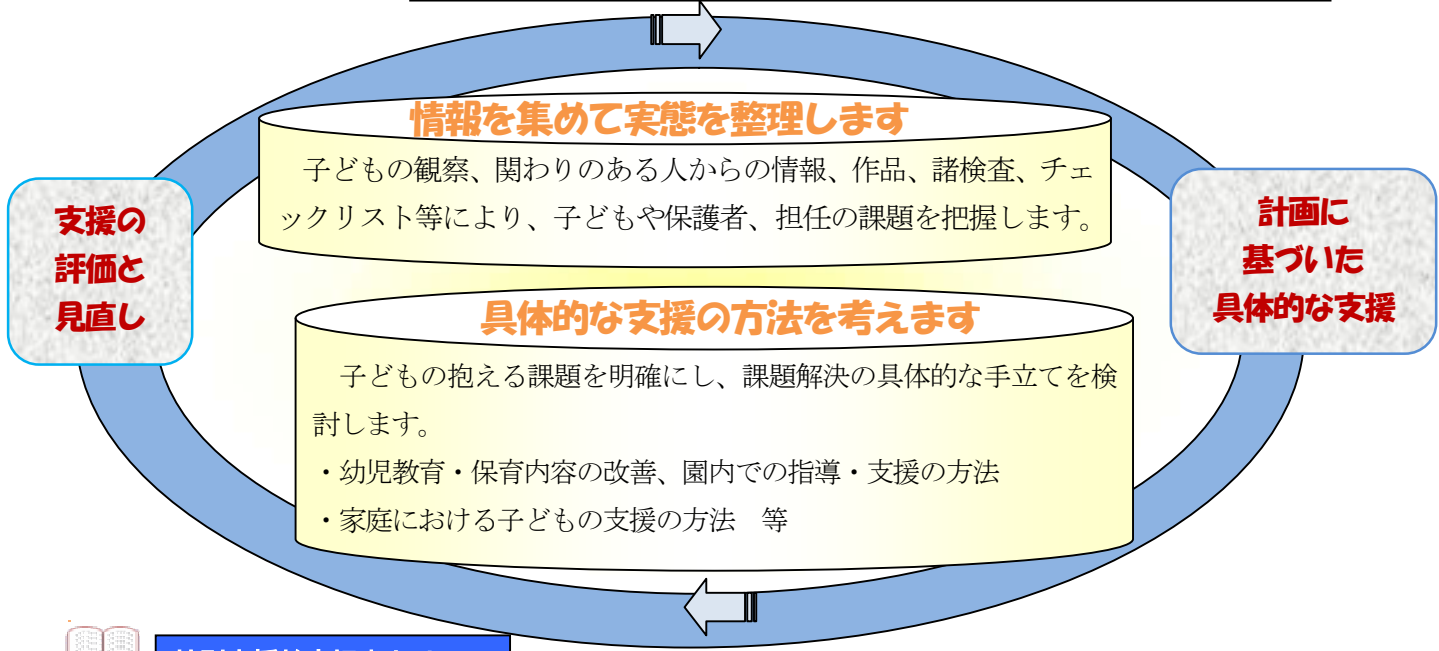 情報を集めて実態を整理します
子どもの観察、関わりのある人からの情報、作品、諸検査、チェ
ックリスト等により、子どもや保護者、担任の課題を把握します。
支援の
評価と
見直し
計画に
基づいた
具体的な支援
具体的な支援の方法を考えます
子どもの抱える課題を明確にし、課題解決の具体的な手立てを検
討します。
・幼児教育・保育内容の改善、園内での指導・支援の方法
・家庭における子どもの支援の方法　等